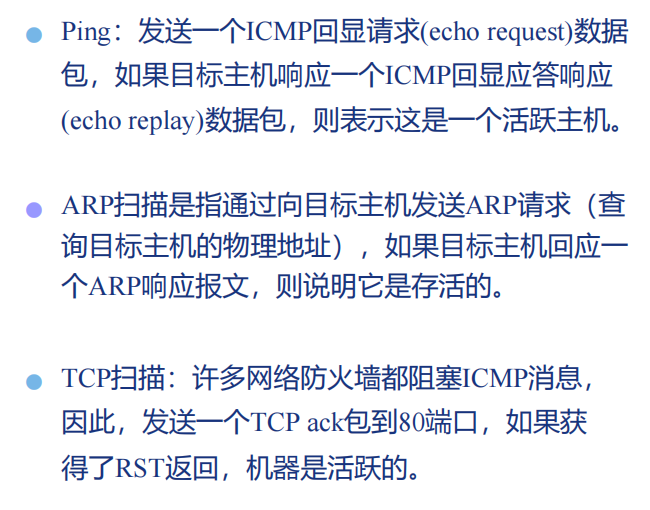 Ping：发送一个ICMP回显请求(echo request)数据
包，如果目标主机响应一个ICMP回显应答响应
(echo replay)数据包，则表示这是一个活跃主机。
ARP扫描是指通过向目标主机发送ARP请求（查
询目标主机的物理地址），如果目标主机回应一
个ARP响应报文，则说明它是存活的。
TCP扫描：许多网络防火墙都阻塞ICMP消息，
因此，发送一个TCP ack包到80端口，如果获
得了RST返回，机器是活跃的。